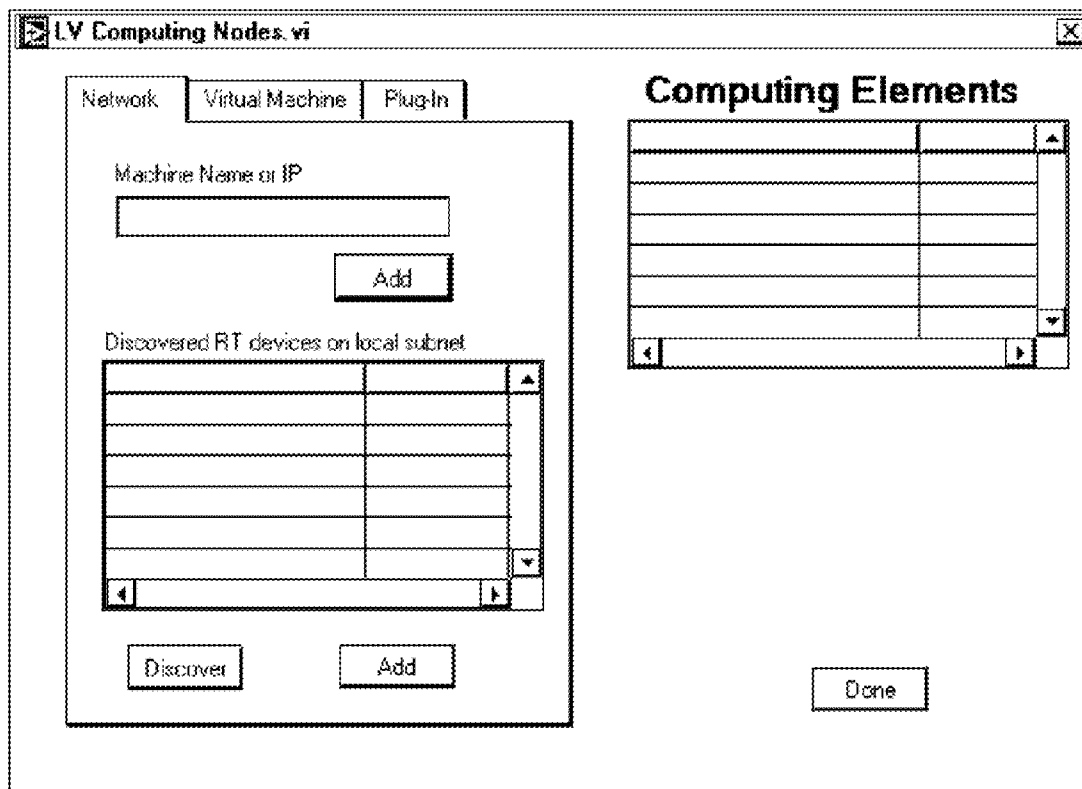 LV Computing Nodes.vi
Network Virtual Machine Plug-In
Computing Elements
Machine Name or IP
Add
Discovered RT devices on local subnet
Discover Add
Done